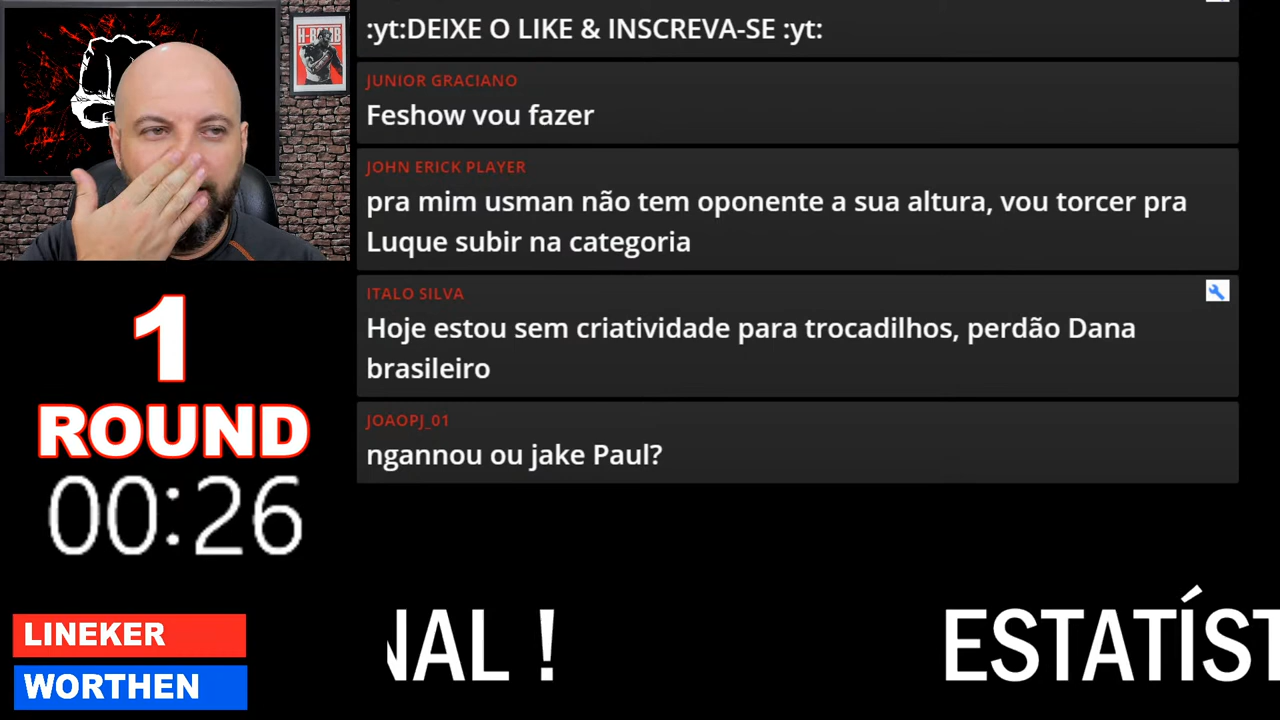 H-BOMB
:yt:DEIXE O LIKE & INSCREVA-SE :yt:
JUNIOR GRACIANO
Feshow vou fazer
JOHN ERICK PLAYER
pra mim usman não tem oponente a sua altura, vou torcer pra
Luque subir na categoria
ITALO SILVA
Hoje estou sem criatividade para trocadilhos, perdão Dana
brasileiro
JOAOPJ_01
ngannou ou jake Paul?
1
ROUND
00:26
LINEKER
WORTHEN
NAL !
ESTATÍST